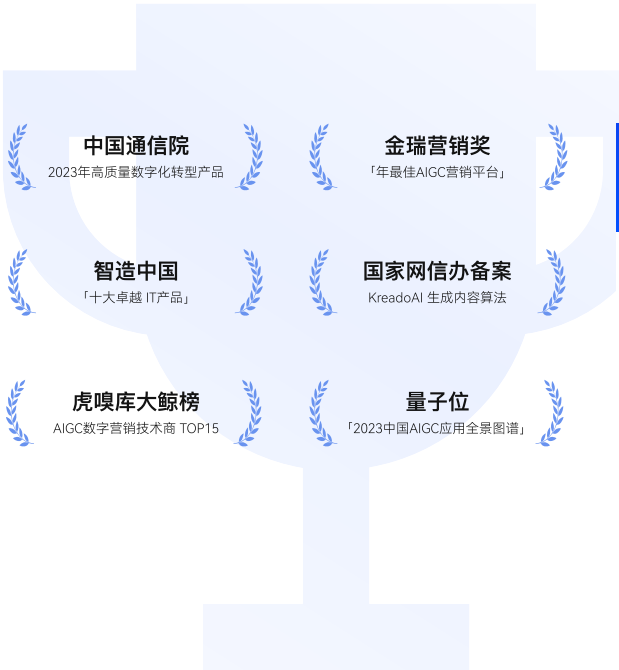 中国通信院
2023年高质量数字化转型产品
金瑞营销奖
「年最佳AIGC营销平台」
智造中国
「十大卓越 IT产品」
国家网信办备案
KreadoAI 生成内容算法
虎嗅库大鲸榜
AIGC数字营销技术商 TOP15
量子位
「2023中国AIGC应用全景图谱」